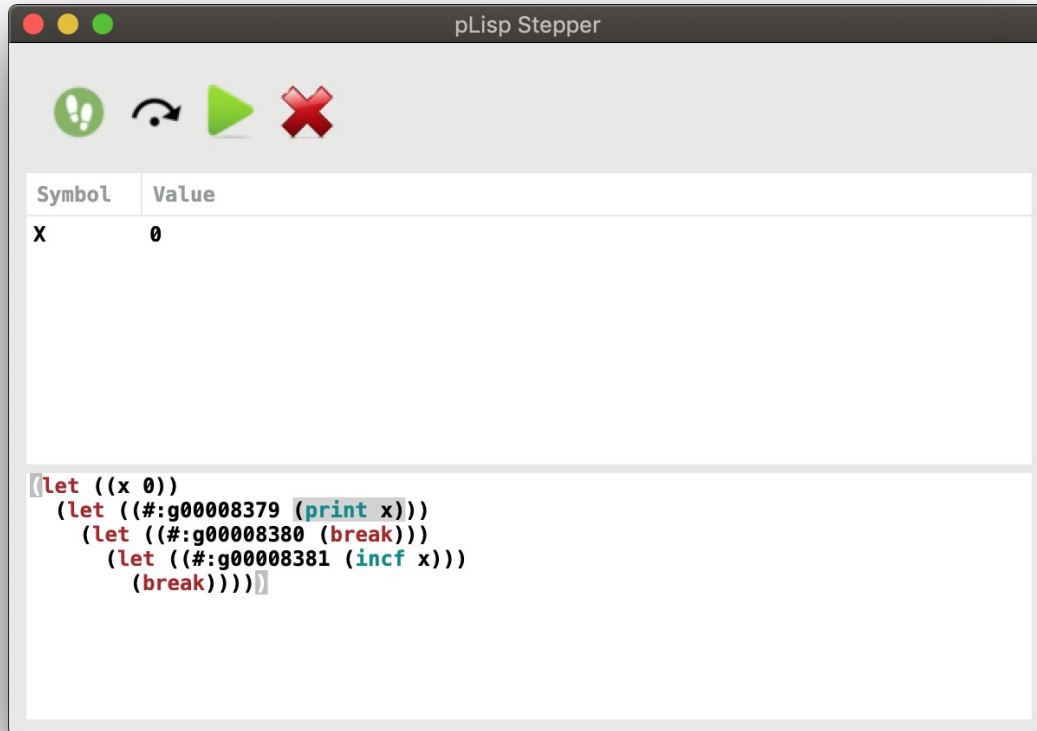 pLisp Stepper
Symbol Value
X 0
(let ((x 0))
  (let ((#:g00008379 (print x)))
    (let ((#:g00008380 (break)))
      (let ((#:g00008381 (incf x)))
        (break)))))